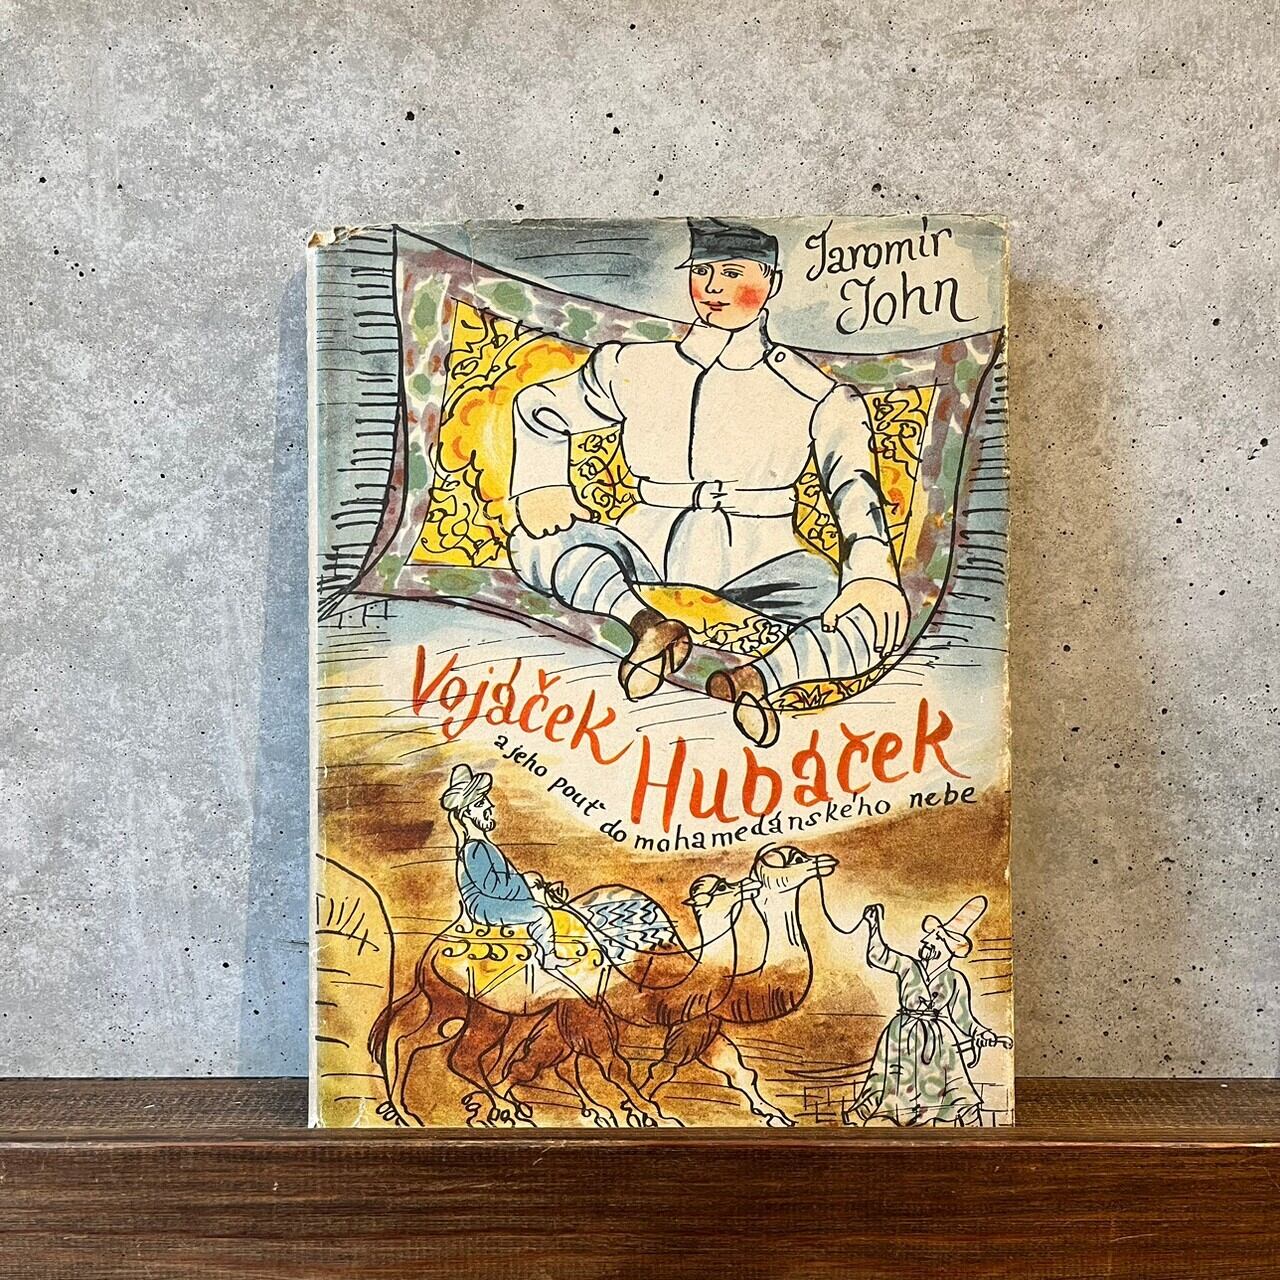 Jaromír
John
Vojáček
Hubáček
a jeho pouť do mohamedánského nebe